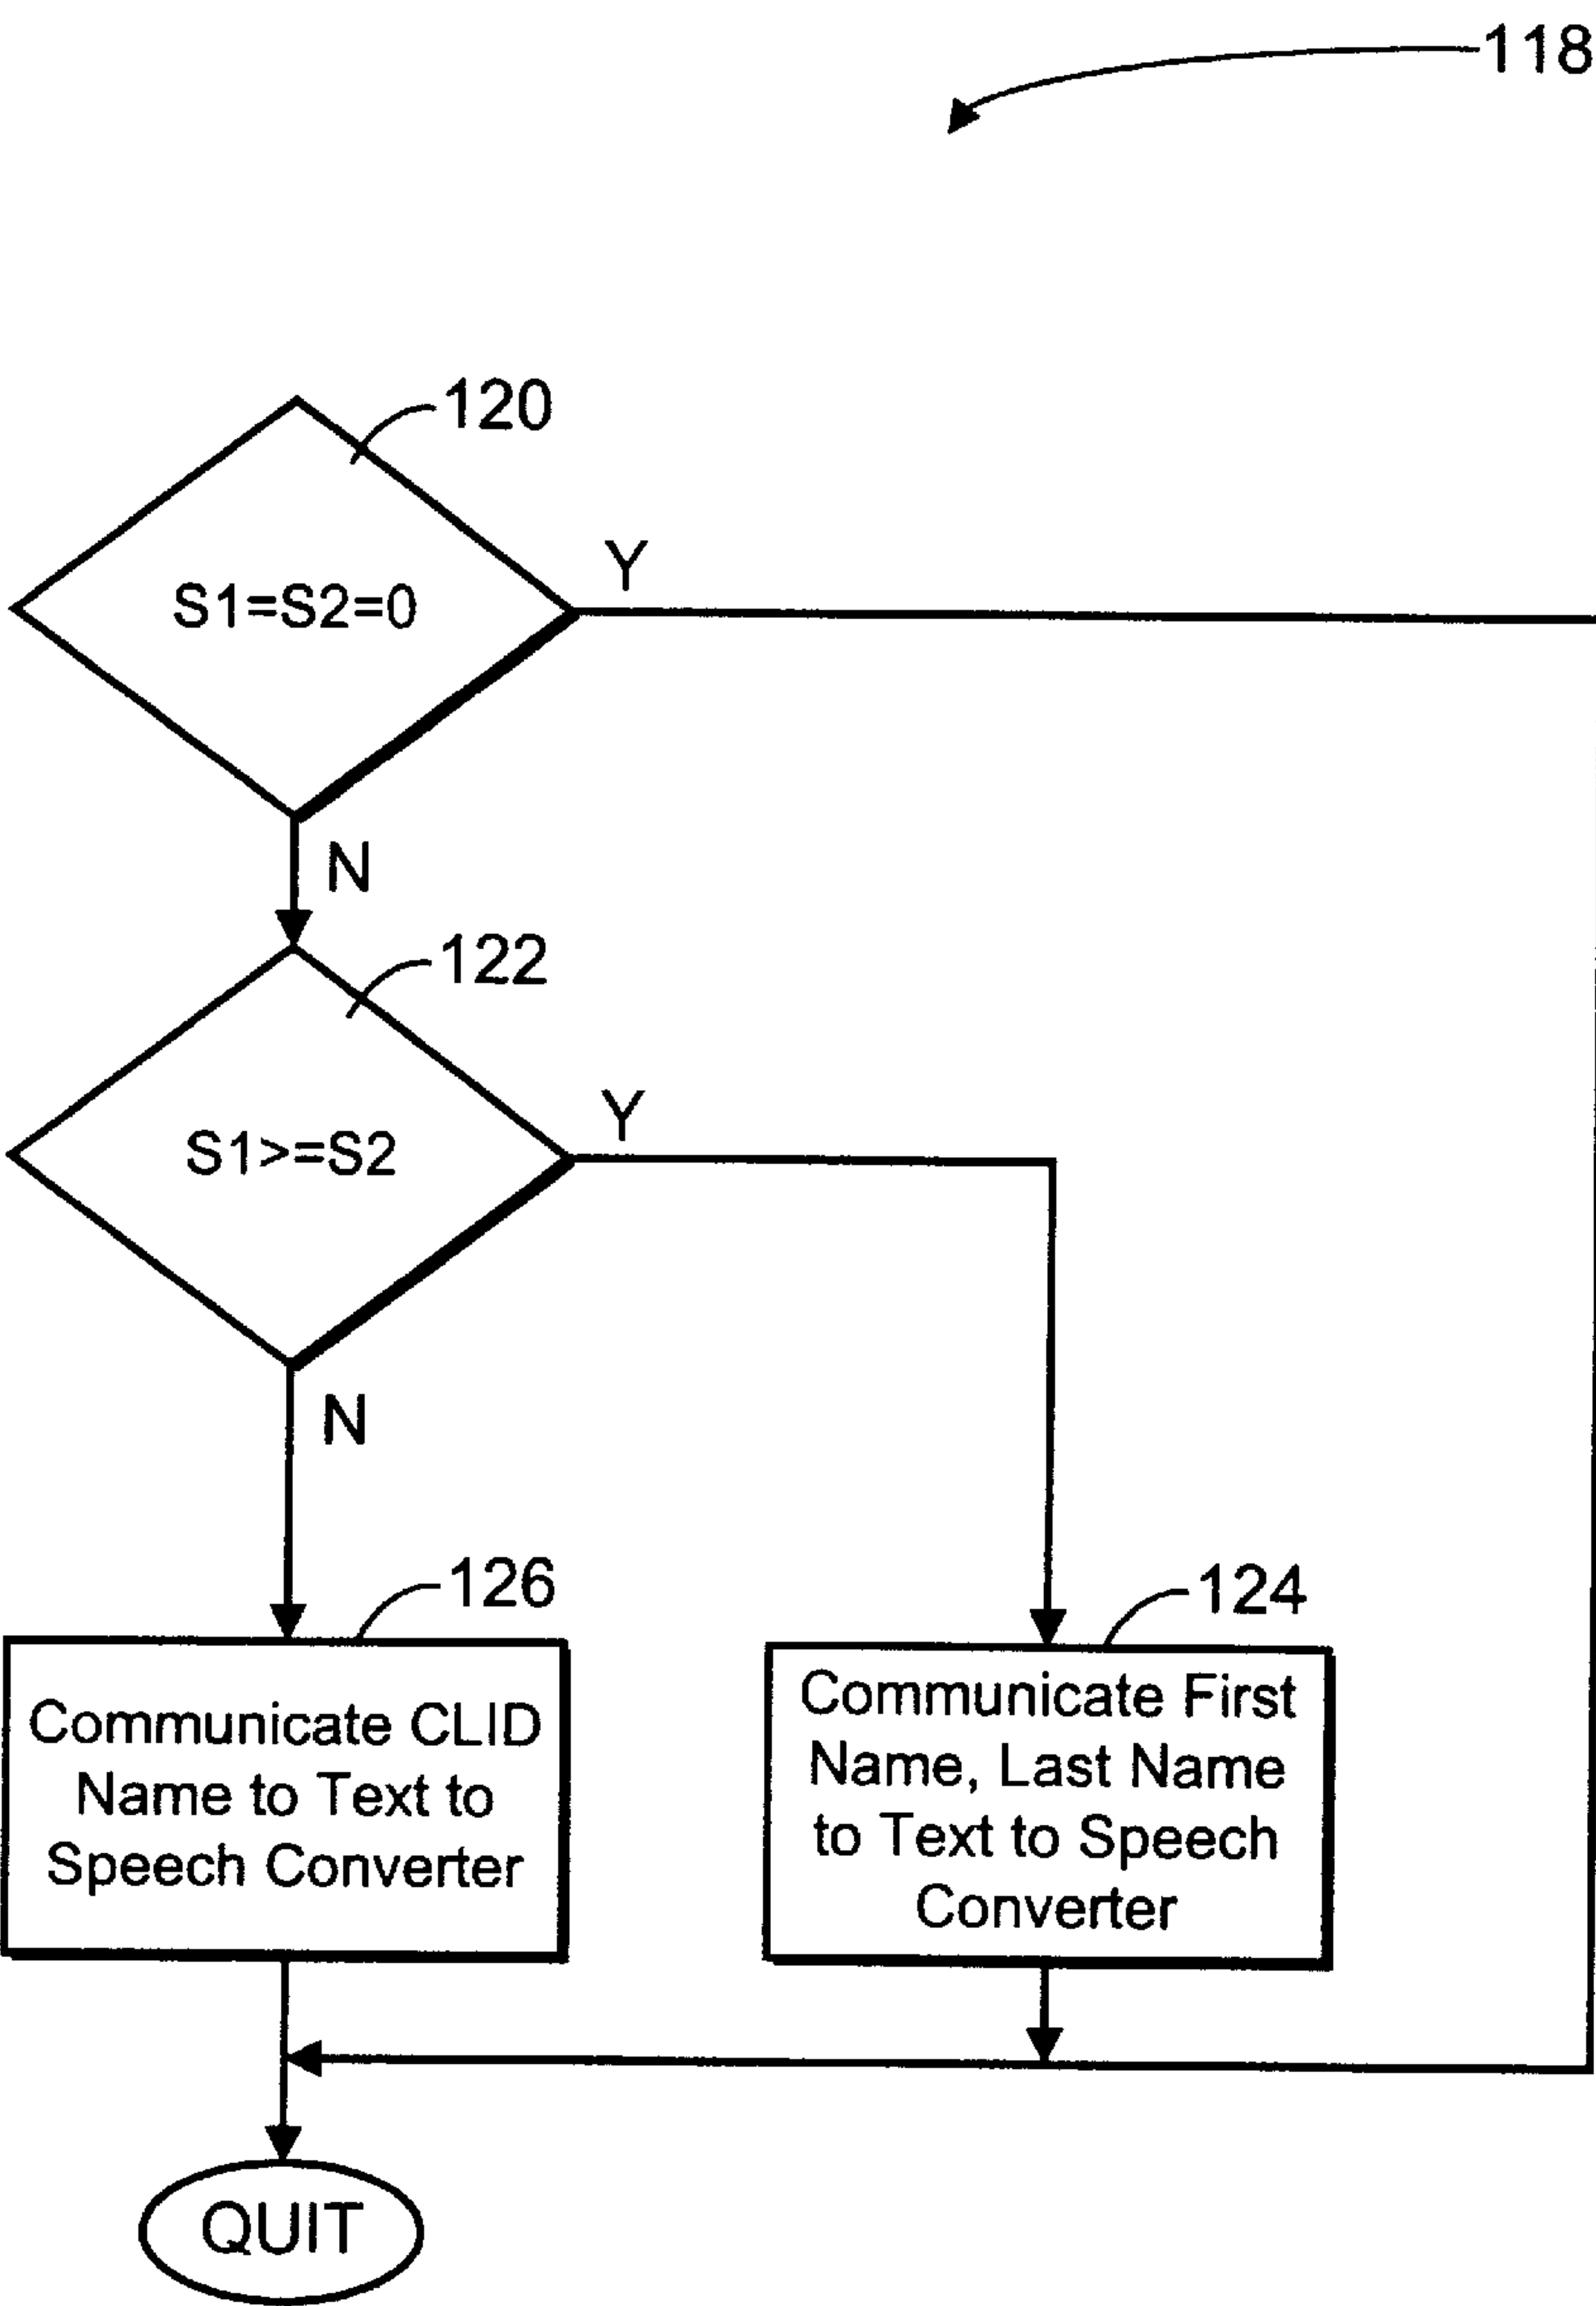 118
120
S1=S2=0
Y
N
122
S1>=S2
Y
N
126
Communicate CLID
Name to Text to
Speech Converter
124
Communicate First
Name, Last Name
to Text to Speech
Converter
QUIT